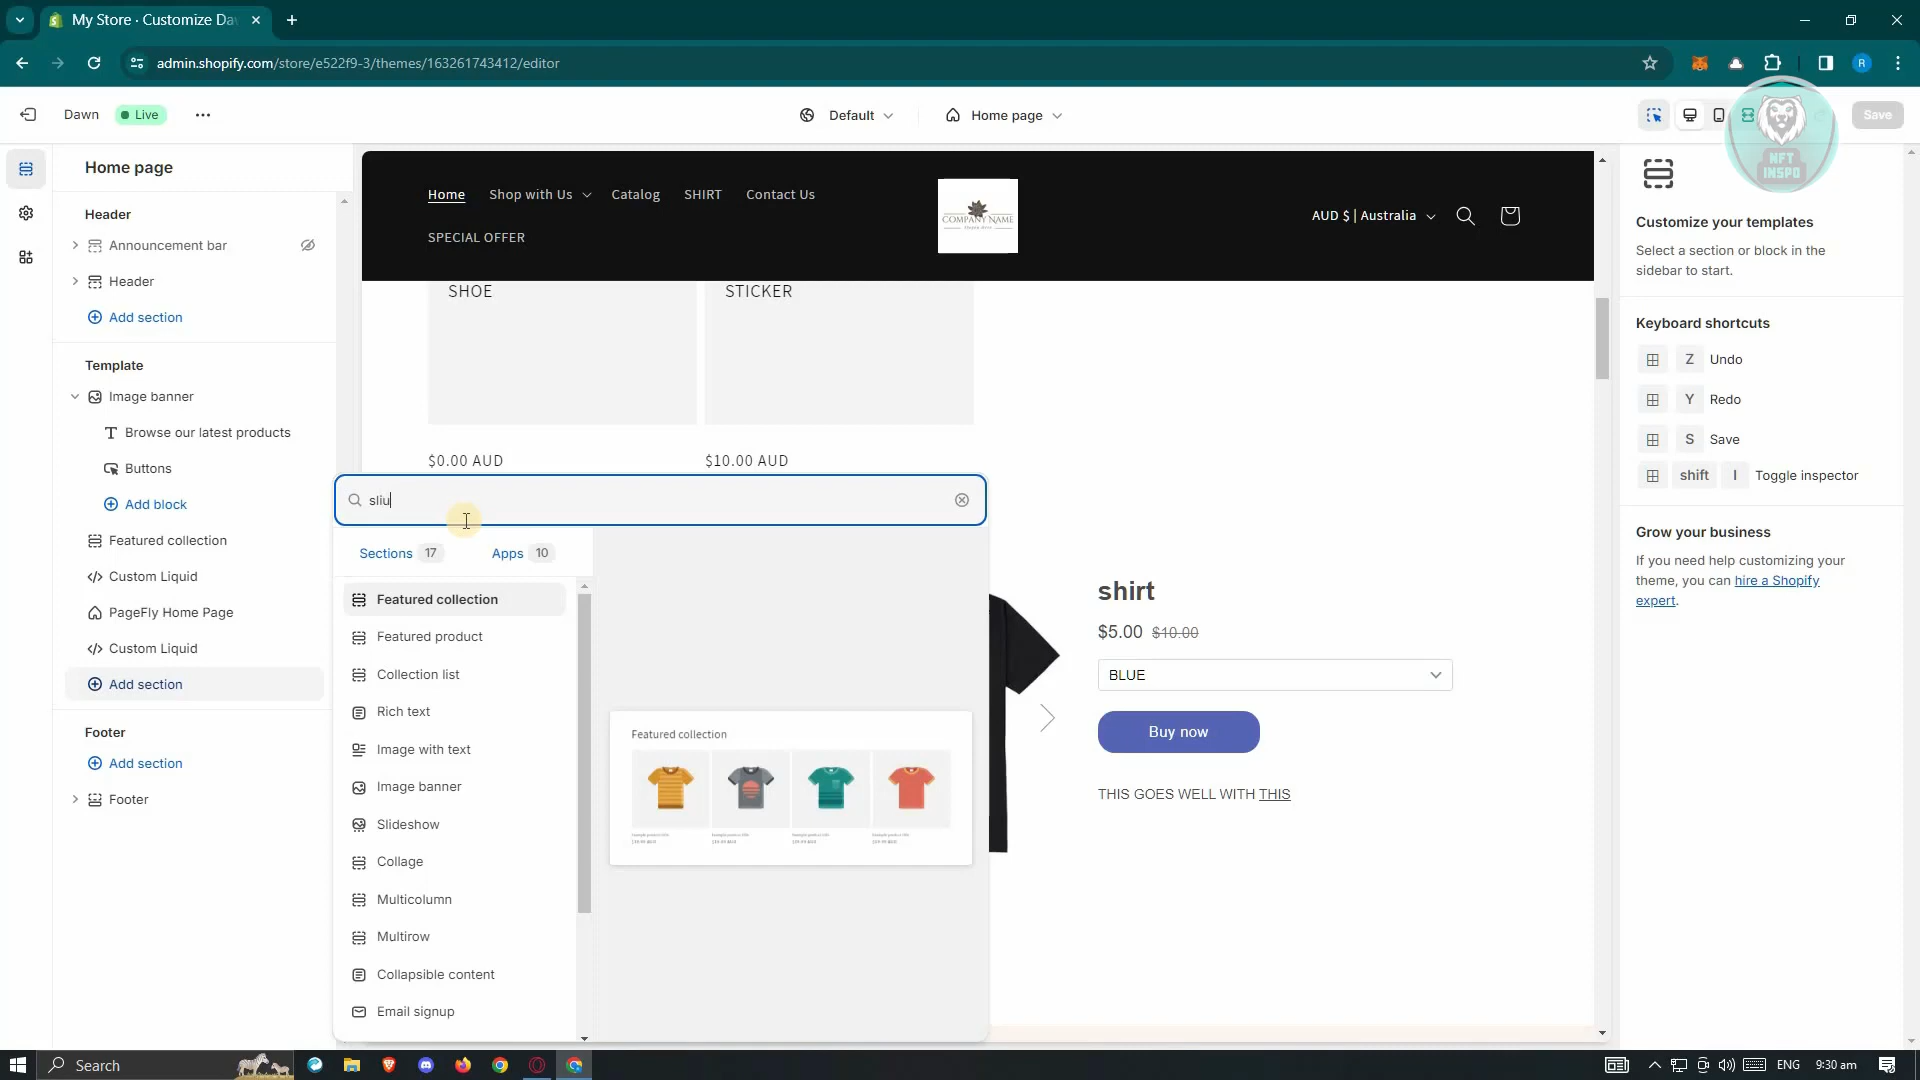 My Store · Customize Da
admin.shopify.com/store/e522f9-3/themes/163261743412/editor
R
Dawn
Live
Default
Home page
Save
NFT
INSPO
Home page
Header
Announcement bar
Header
Add section
Template
Image banner
Browse our latest products
Buttons
Add block
Featured collection
Custom Liquid
PageFly Home Page
Custom Liquid
Add section
Footer
Add section
Footer
Home
Shop with Us
Catalog
SHIRT
Contact Us
SPECIAL OFFER
COMPANY NAME
AUD $ | Australia
SHOE
STICKER
$0.00 AUD
$10.00 AUD
sliu
Sections 17
Apps 10
Featured collection
Featured product
Collection list
Rich text
Image with text
Image banner
Slideshow
Collage
Multicolumn
Multirow
Collapsible content
Email signup
Featured collection
shirt
$5.00 $10.00
BLUE
Buy now
THIS GOES WELL WITH THIS
Customize your templates
Select a section or block in the
sidebar to start.
Keyboard shortcuts
Z Undo
Y Redo
S Save
shift I Toggle inspector
Grow your business
If you need help customizing your
theme, you can hire a Shopify
expert.
Search
ENG
9:30 am